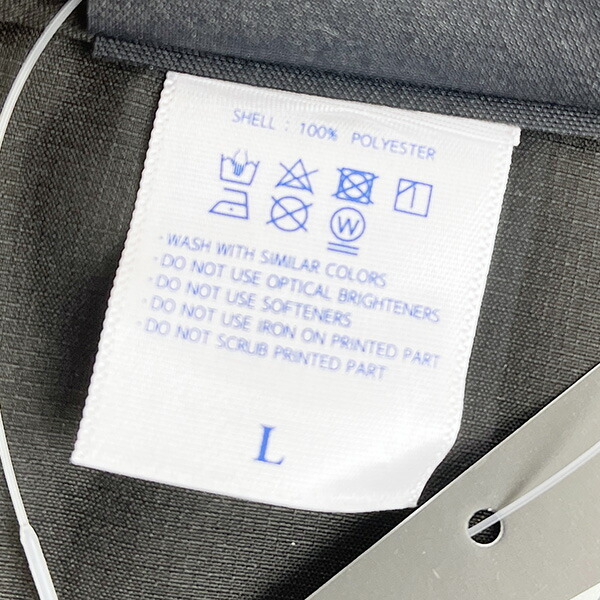 SHELL : 100% POLYESTER
W
· WASH WITH SIMILAR COLORS
· DO NOT USE OPTICAL BRIGHTENERS
· DO NOT USE SOFTENERS
· DO NOT USE IRON ON PRINTED PART
· DO NOT SCRUB PRINTED PART
L